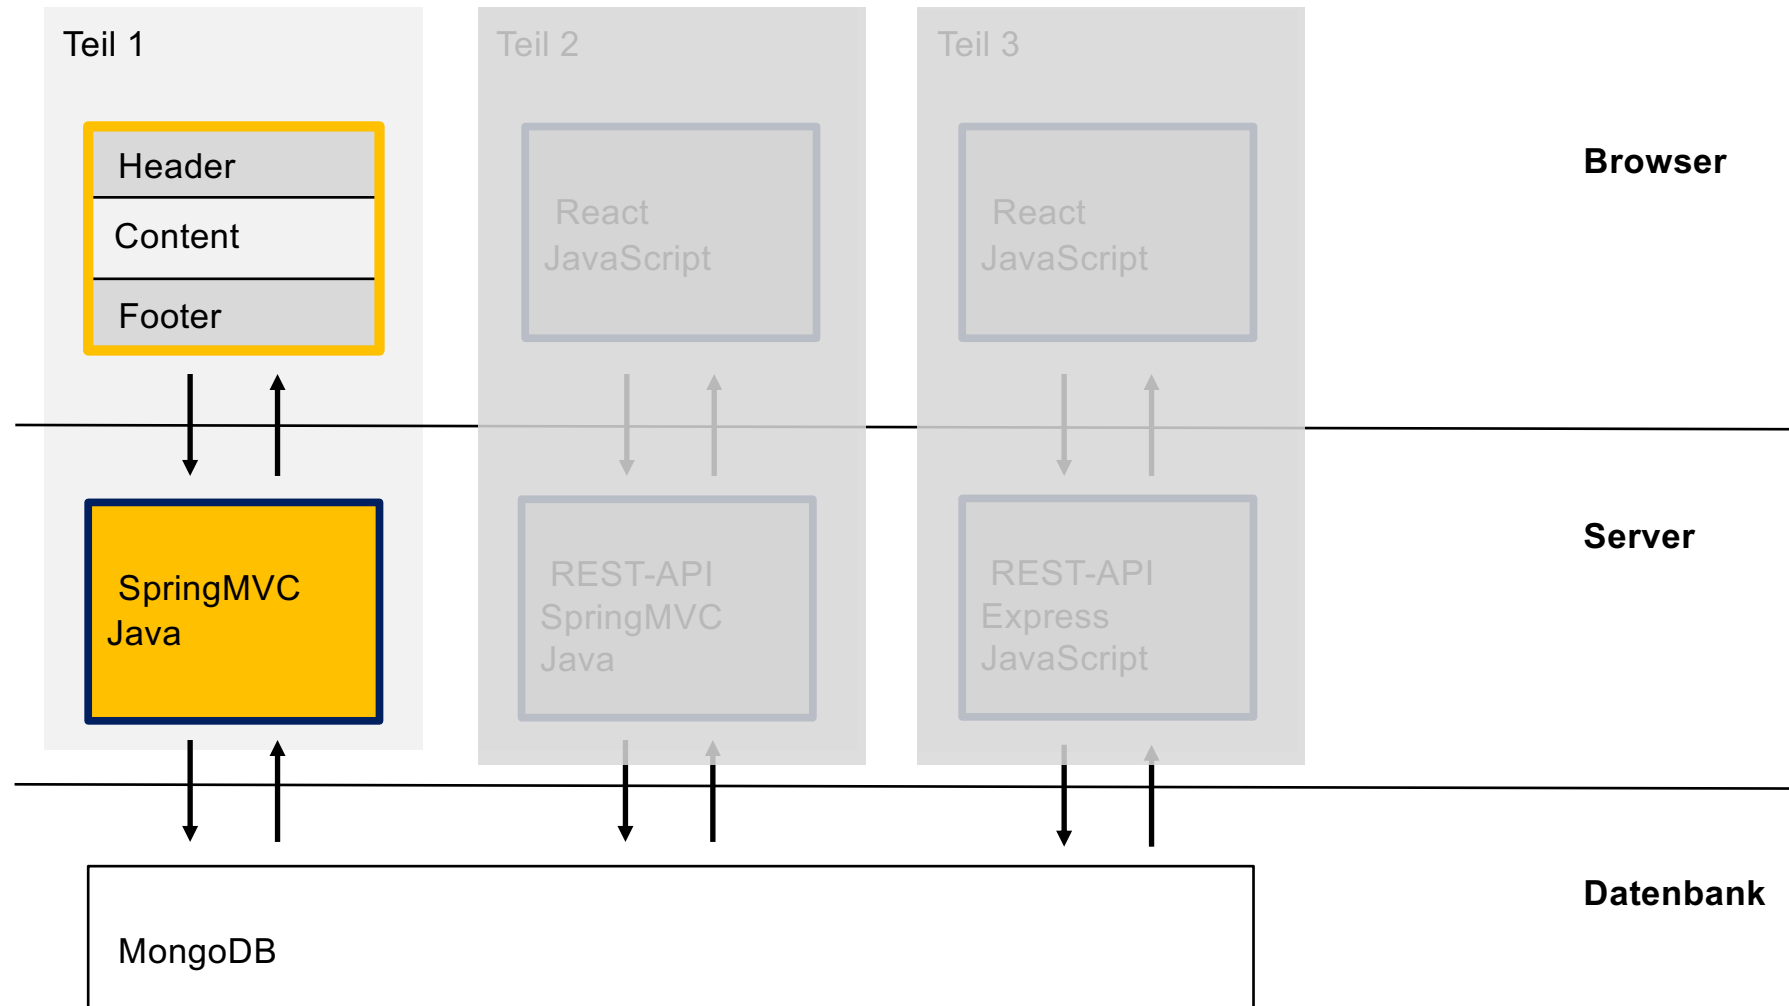 Teil 1
Teil 2
Teil 3
Header
Content
Footer
React
JavaScript
React
JavaScript
Browser
SpringMVC
Java
REST-API
SpringMVC
Java
REST-API
Express
JavaScript
Server
MongoDB
Datenbank